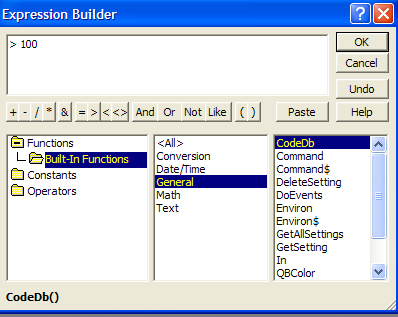 Expression Builder
> 100
OK
Cancel
Undo
+ - / * & = > < <> And Or Not Like ( ) Paste Help
Functions
Built-In Functions
Constants
Operators
<All>
Conversion
Date/Time
General
Math
Text
CodeDb
Command
Command$
DeleteSetting
DoEvents
Environ
Environ$
GetAllSettings
GetSetting
In
QBColor
CodeDb()